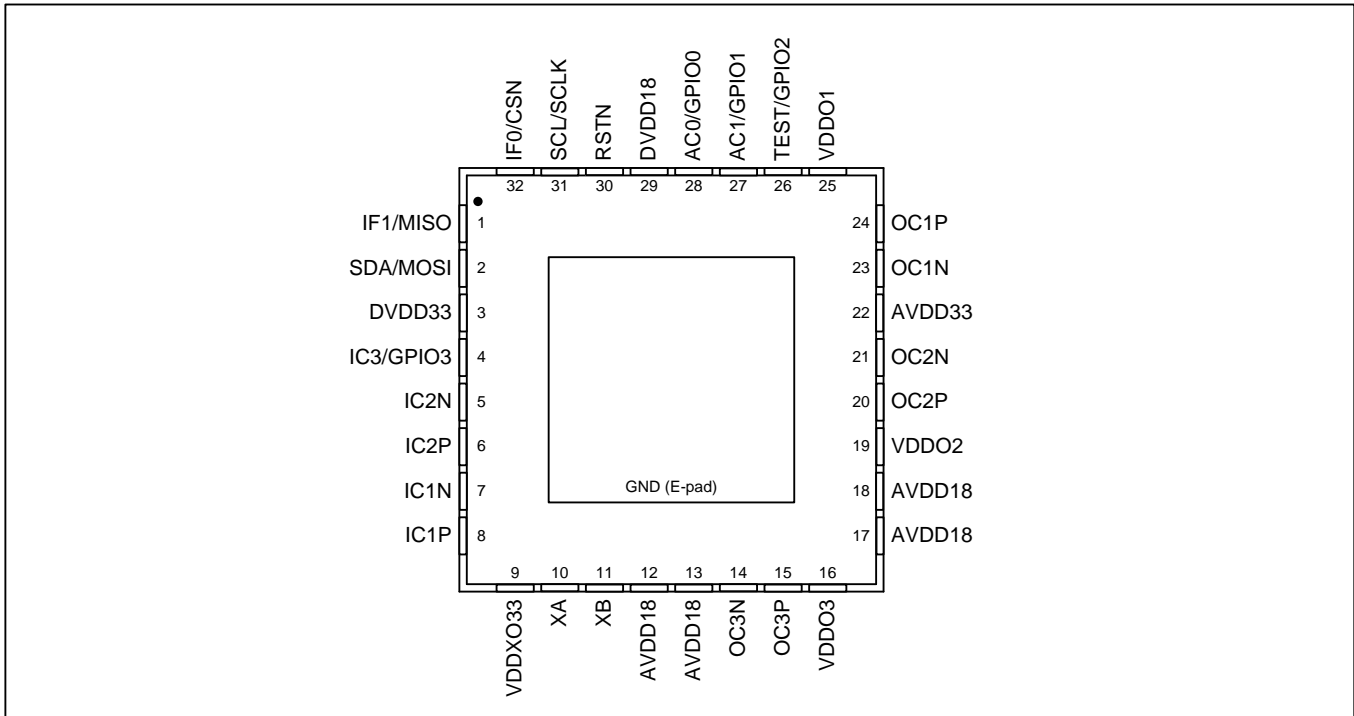 IF0/CSN
SCL/SCLK
RSTN
DVDD18
AC0/GPIO0
AC1/GPIO1
TEST/GPIO2
VDDO1
32 31 30 29 28 27 26 25
IF1/MISO 1 24 OC1P
SDA/MOSI 2 23 OC1N
DVDD33 3 22 AVDD33
IC3/GPIO3 4 21 OC2N
IC2N 5 20 OC2P
IC2P 6 19 VDDO2
IC1N 7 GND (E-pad) 18 AVDD18
IC1P 8 17 AVDD18
9 10 11 12 13 14 15 16
VDDXO33
XA
XB
AVDD18
AVDD18
OC3N
OC3P
VDDO3